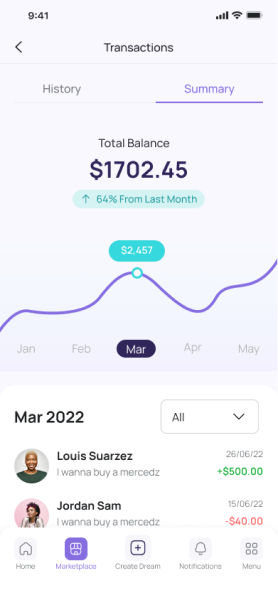 9:41
Transactions
History
Summary
Total Balance
$1702.45
↑ 64% From Last Month
$2,457
Jan
Feb
Mar
Apr
May
Mar 2022
All
Louis Suarzez
26/06/22
I wanna buy a mercedz
+$500.00
Jordan Sam
15/06/22
I wanna buy a mercedz
-$40.00
Home
Marketplace
Create Dream
Notifications
Menu